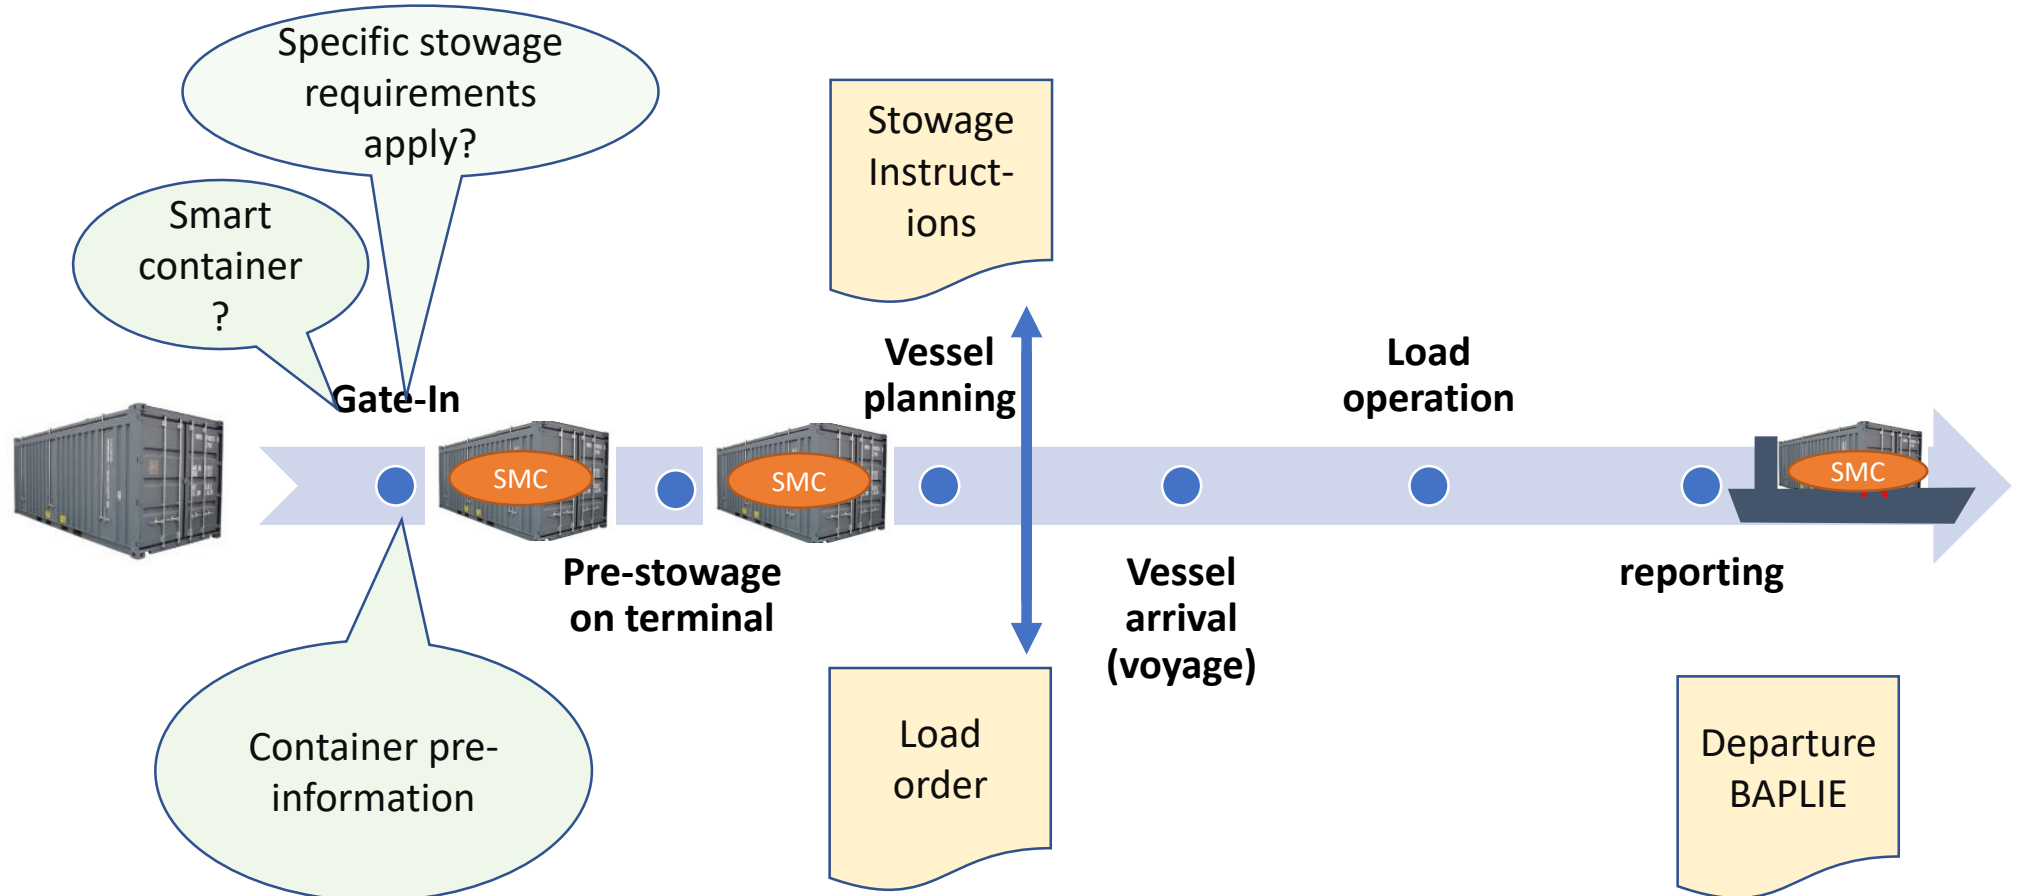 Specific stowage
requirements
apply?
Smart
container
?
Stowage
Instruct-
ions
Gate-In
Vessel
planning
Load
operation
SMC
SMC
SMC
Pre-stowage
on terminal
Vessel
arrival
(voyage)
reporting
Container pre-
information
Load
order
Departure
BAPLIE